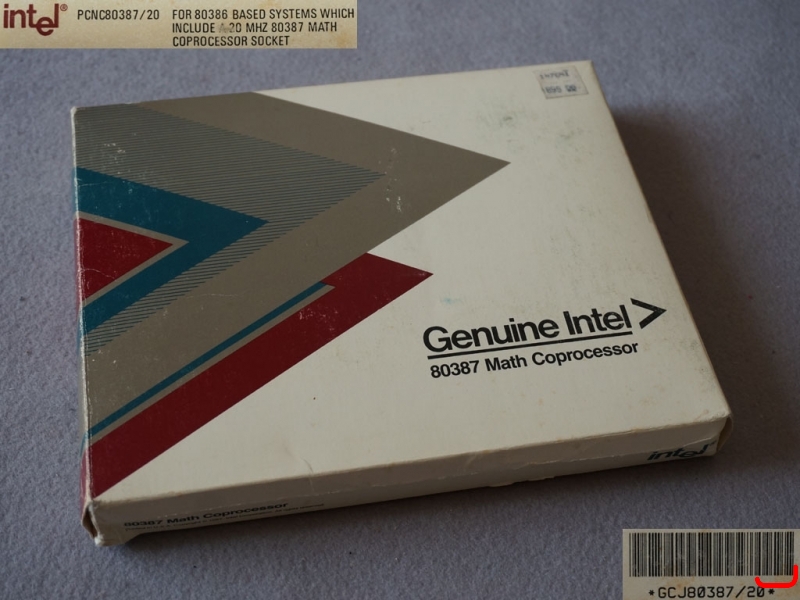 intel® PCNC80387/20 FOR 80386 BASED SYSTEMS WHICH
INCLUDE A 20 MHZ 80387 MATH
COPROCESSOR SOCKET
Genuine Intel >
80387 Math Coprocessor
intel
80387 Math Coprocessor
*GCJ80387/20*